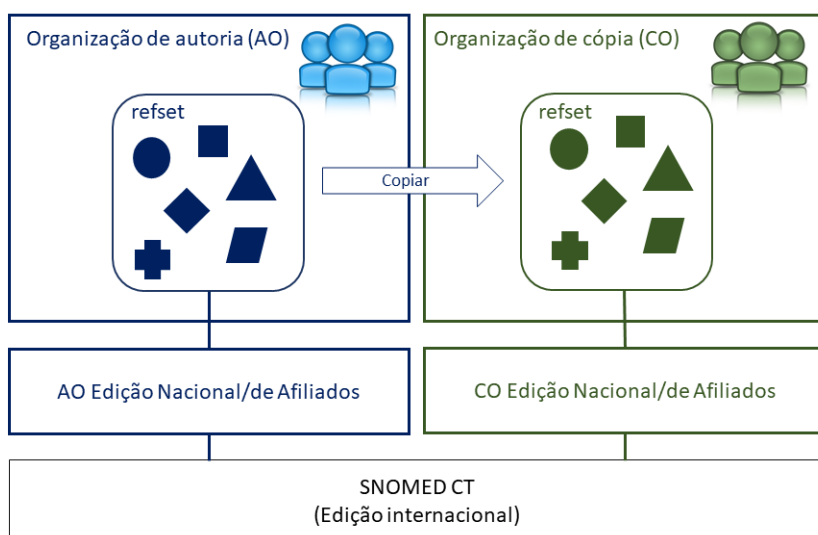 Organização de autoria (AO)
Organização de cópia (CO)
refset
refset
Copiar
AO Edição Nacional/de Afiliados
CO Edição Nacional/de Afiliados
SNOMED CT
(Edição internacional)